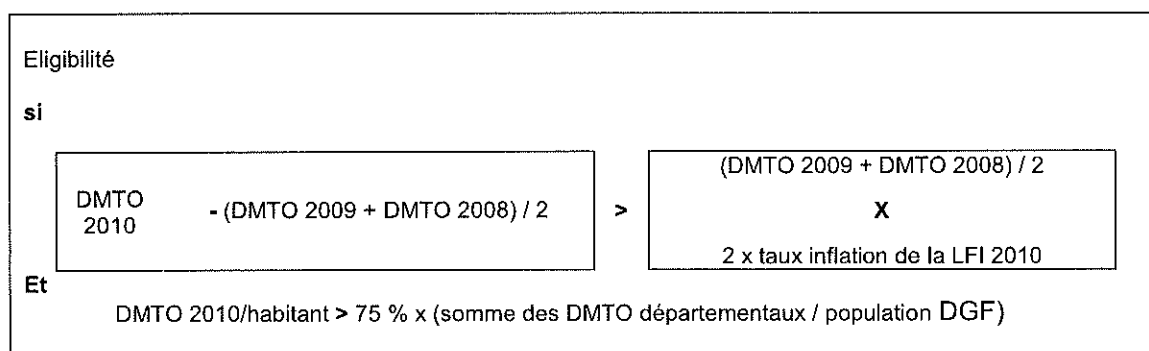 Eligibilité
si
DMTO
2010
- (DMTO 2009 + DMTO 2008) / 2
>
(DMTO 2009 + DMTO 2008) / 2
X
2 x taux inflation de la LFI 2010
Et
DMTO 2010/habitant > 75 % x (somme des DMTO départementaux / population DGF)